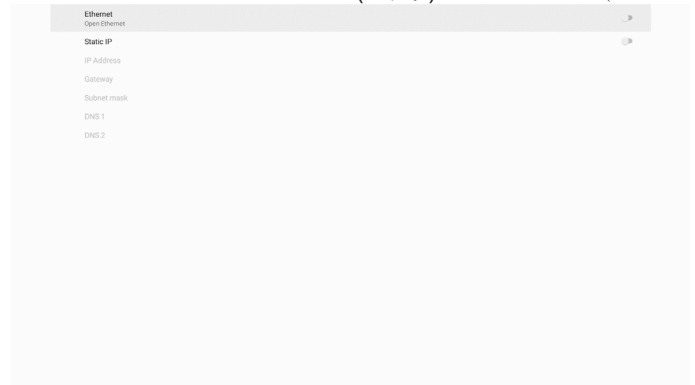 Ethernet
Open Ethernet
Static IP
IP Address
Gateway
Subnet mask
DNS 1
DNS 2